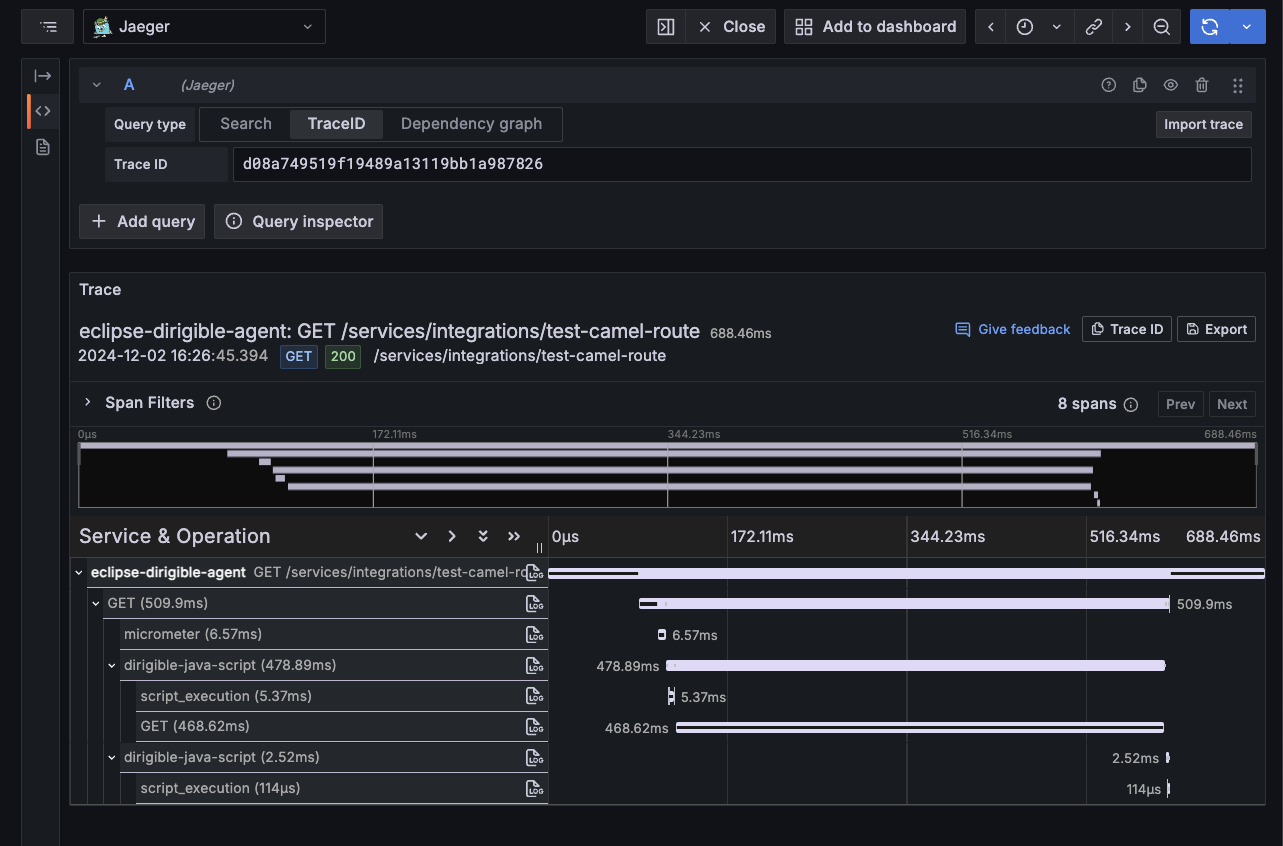 Jaeger
Close
Add to dashboard
A (Jaeger)
Query type Search TraceID Dependency graph Import trace
Trace ID d08a749519f19489a13119bb1a987826
Add query Query inspector
Trace
eclipse-dirigible-agent: GET /services/integrations/test-camel-route 688.46ms
Give feedback Trace ID Export
2024-12-02 16:26:45.394 GET 200 /services/integrations/test-camel-route
Span Filters 8 spans Prev Next
0μs 172.11ms 344.23ms 516.34ms 688.46ms
Service & Operation 0μs 172.11ms 344.23ms 516.34ms 688.46ms
eclipse-dirigible-agent GET /services/integrations/test-camel-ro LOG
GET (509.9ms) LOG 509.9ms
micrometer (6.57ms) LOG 6.57ms
dirigible-java-script (478.89ms) LOG 478.89ms
script_execution (5.37ms) LOG 5.37ms
GET (468.62ms) LOG 468.62ms
dirigible-java-script (2.52ms) LOG 2.52ms
script_execution (114μs) LOG 114μs